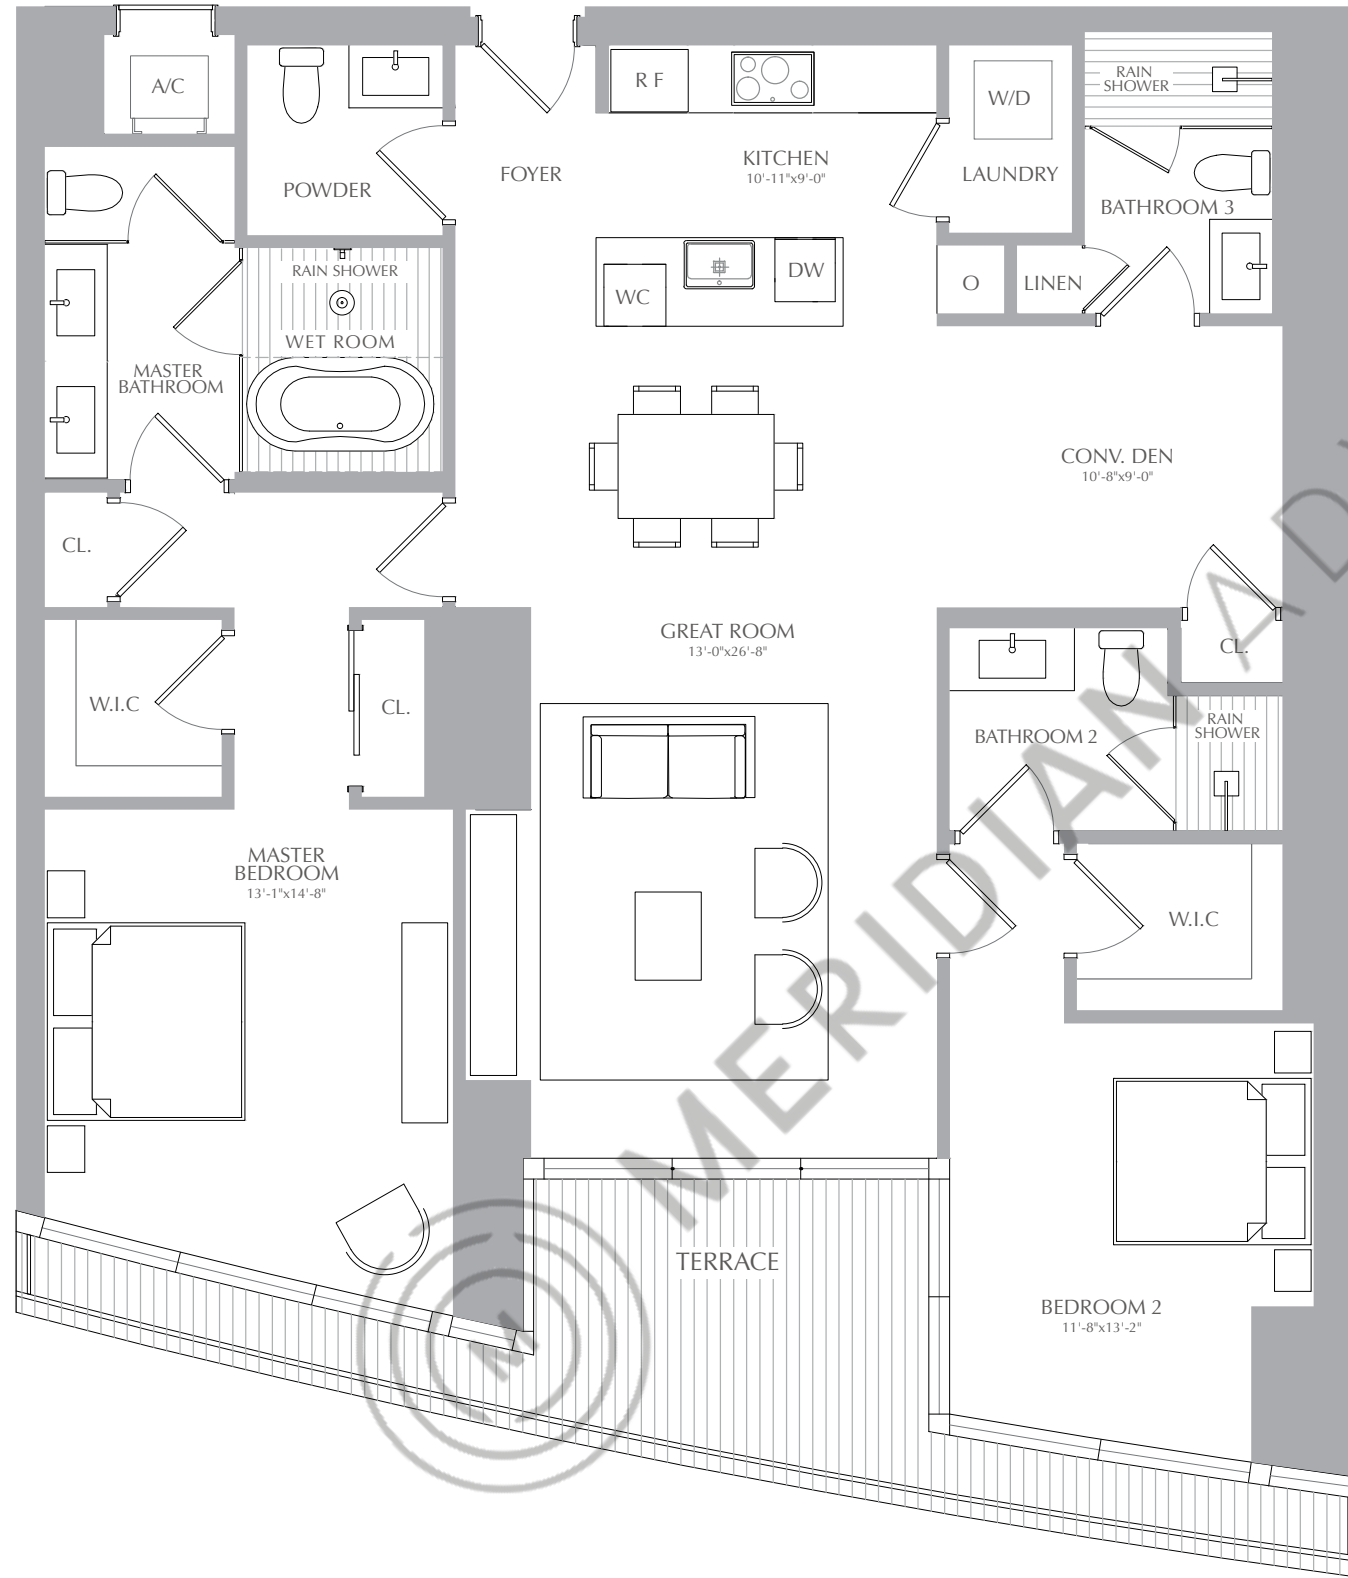 A/C
R F
W/D
RAIN
SHOWER
KITCHEN
10'-11"x9'-0"
FOYER
LAUNDRY
POWDER
BATHROOM 3
RAIN SHOWER
WC
DW
O
LINEN
WET ROOM
MASTER
BATHROOM
CONV. DEN
10'-8"x9'-0"
CL.
GREAT ROOM
13'-0"x26'-8"
CL.
W.I.C
CL.
BATHROOM 2
RAIN
SHOWER
MASTER
BEDROOM
13'-1"x14'-8"
W.I.C
TERRACE
BEDROOM 2
11'-8"x13'-2"
M
MERIDIAN AD